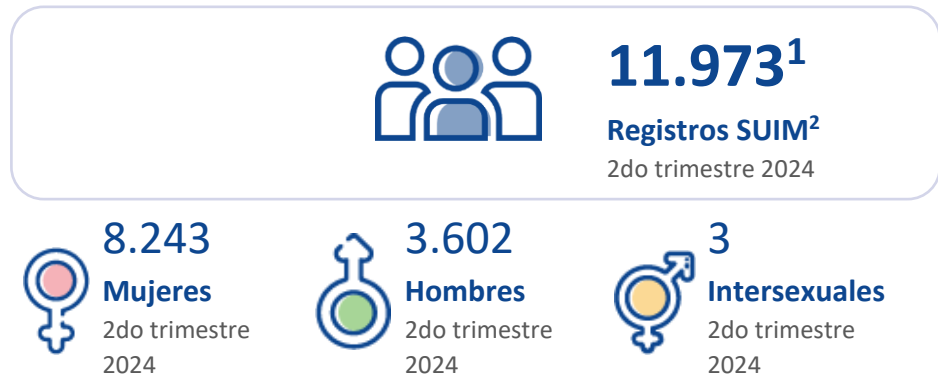 11.973¹
Registros SUIM²
2do trimestre 2024
8.243
Mujeres
2do trimestre
2024
3.602
Hombres
2do trimestre
2024
3
Intersexuales
2do trimestre
2024